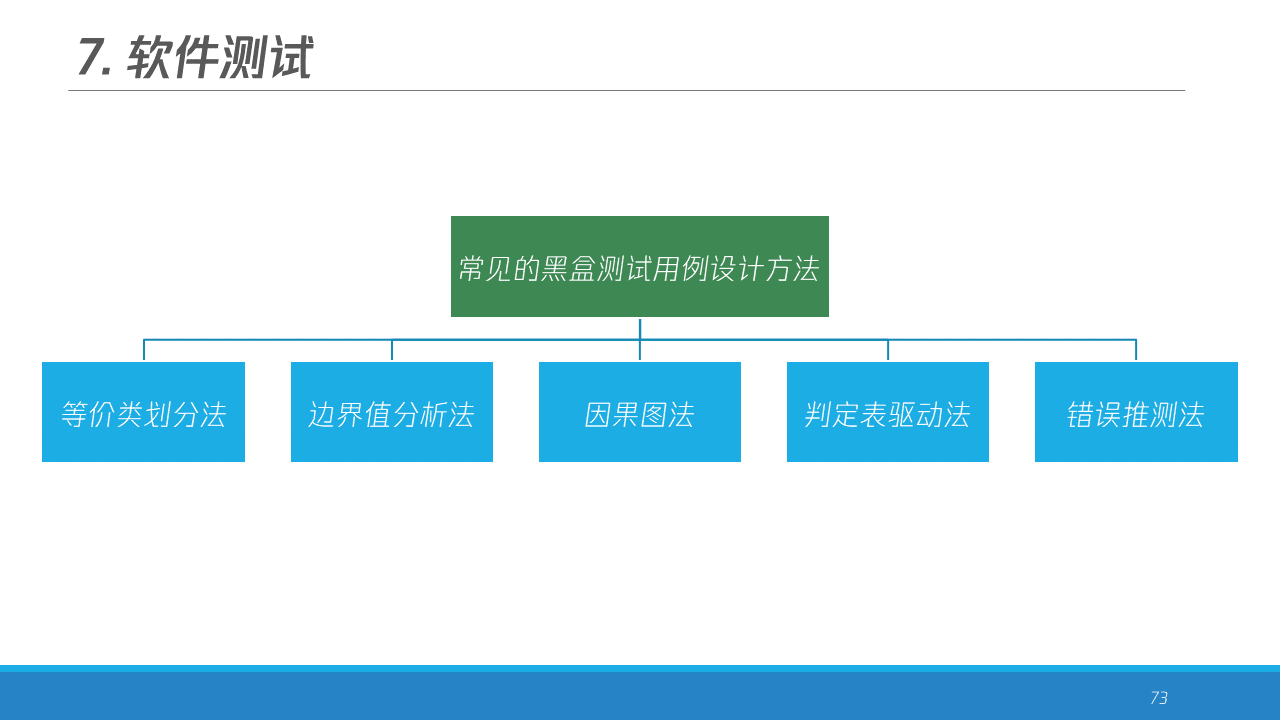 7. 软件测试
常见的黑盒测试用例设计方法
等价类划分法
边界值分析法
因果图法
判定表驱动法
错误推测法
73